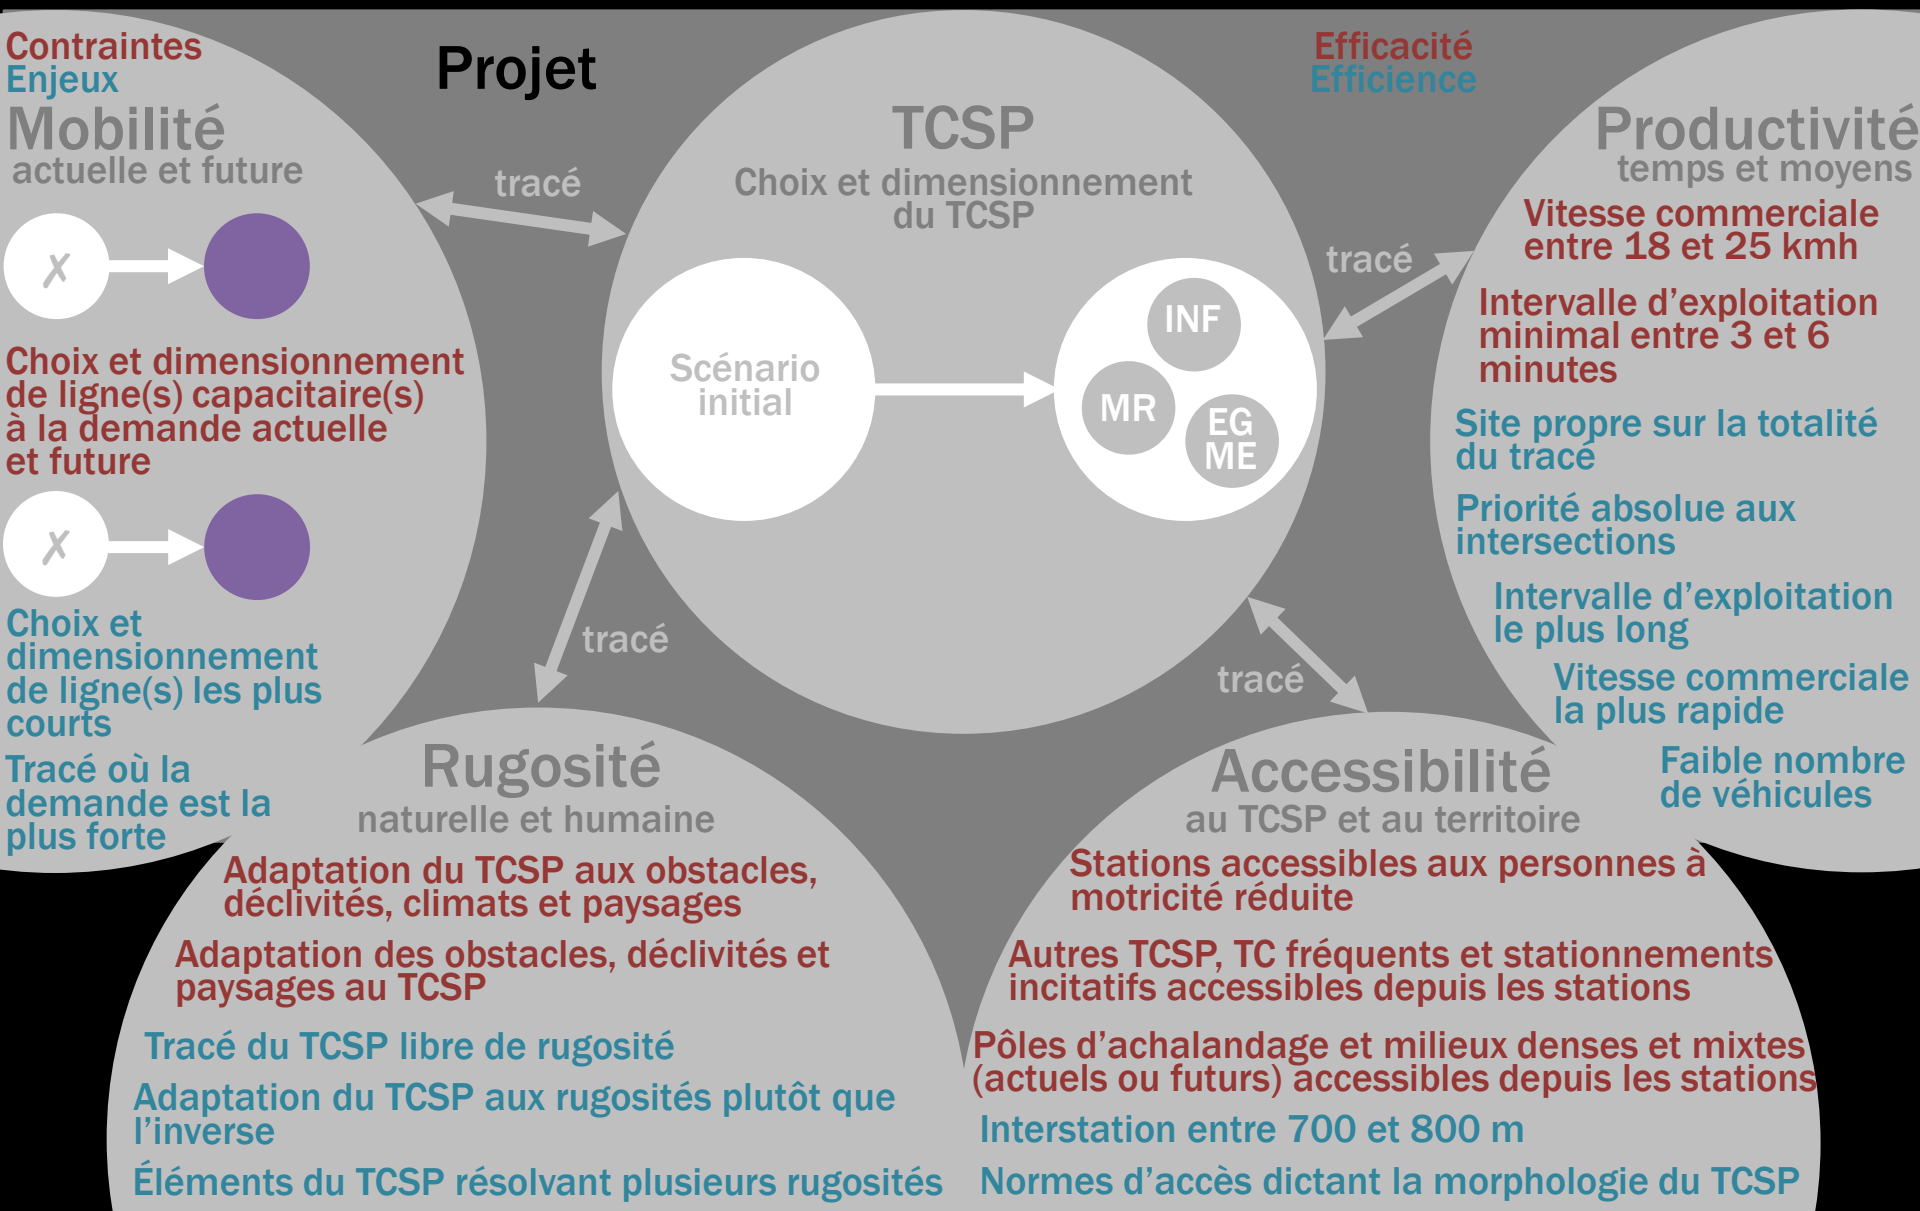 Contraintes
Enjeux
Mobilité
actuelle et future
✗
Choix et dimensionnement
de ligne(s) capacitaire(s)
à la demande actuelle
et future
✗
Choix et
dimensionnement
de ligne(s) les plus
courts
Tracé où la
demande est la
plus forte
Projet
tracé
TCSP
Choix et dimensionnement
du TCSP
Scénario
initial
INF
MR
EG
ME
tracé
tracé
tracé
Efficacité
Efficience
Productivité
temps et moyens
Vitesse commerciale
entre 18 et 25 kmh
Intervalle d’exploitation
minimal entre 3 et 6
minutes
Site propre sur la totalité
du tracé
Priorité absolue aux
intersections
Intervalle d’exploitation
le plus long
Vitesse commerciale
la plus rapide
Faible nombre
de véhicules
Rugosité
naturelle et humaine
Adaptation du TCSP aux obstacles,
déclivités, climats et paysages
Adaptation des obstacles, déclivités et
paysages au TCSP
Tracé du TCSP libre de rugosité
Adaptation du TCSP aux rugosités plutôt que
l’inverse
Éléments du TCSP résolvant plusieurs rugosités
Accessibilité
au TCSP et au territoire
Stations accessibles aux personnes à
motricité réduite
Autres TCSP, TC fréquents et stationnements
incitatifs accessibles depuis les stations
Pôles d’achalandage et milieux denses et mixtes
(actuels ou futurs) accessibles depuis les stations
Interstation entre 700 et 800 m
Normes d’accès dictant la morphologie du TCSP